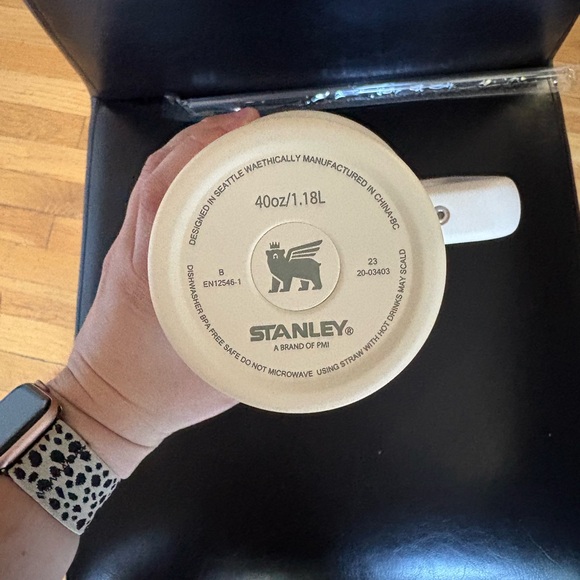 DESIGNED IN SEATTLE WAETHICALLY MANUFACTURED IN CHINA•BC
40oz/1.18L
B
EN12546-1
23
20-03403
STANLEY®
A BRAND OF PMI
DISHWASHER BPA FREE SAFE DO NOT MICROWAVE USING STRAW WITH HOT DRINKS MAY SCALD